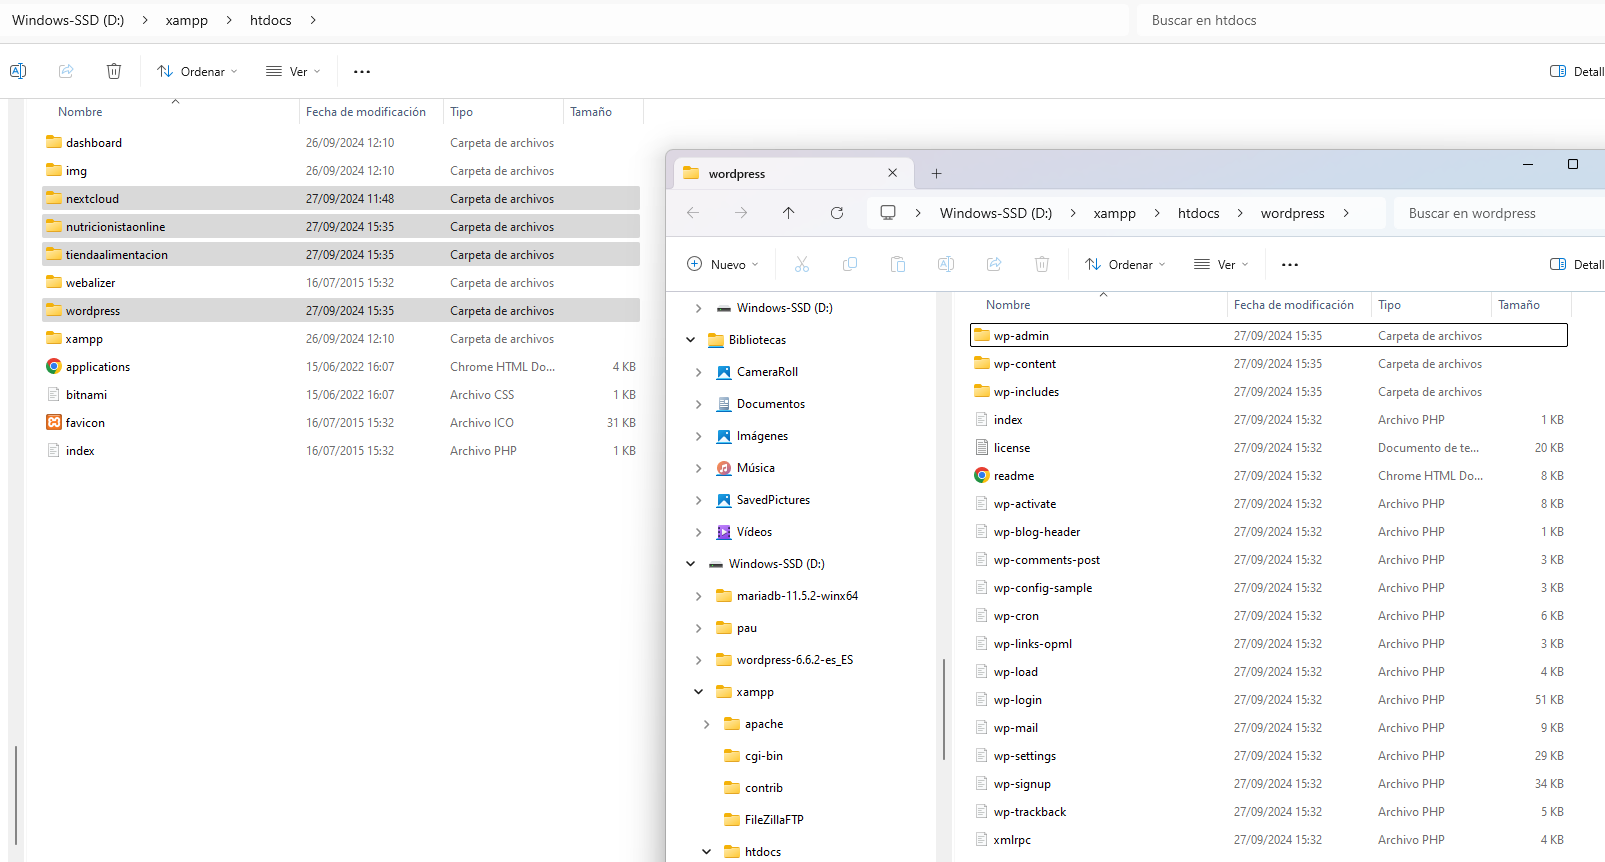 Windows-SSD (D:) xampp htdocs Buscar en htdocs
Ordenar Ver Detall
Nombre Fecha de modificación Tipo Tamaño
dashboard 26/09/2024 12:10 Carpeta de archivos
img 26/09/2024 12:10 Carpeta de archivos
nextcloud 27/09/2024 11:48 Carpeta de archivos
nutricionistaonline 27/09/2024 15:35 Carpeta de archivos
tiendaalimentacion 27/09/2024 15:35 Carpeta de archivos
webalizer 16/07/2015 15:32 Carpeta de archivos
wordpress 27/09/2024 15:35 Carpeta de archivos
xampp 26/09/2024 12:10 Carpeta de archivos
applications 15/06/2022 16:07 Chrome HTML Do... 4 KB
bitnami 15/06/2022 16:07 Archivo CSS 1 KB
favicon 16/07/2015 15:32 Archivo ICO 31 KB
index 16/07/2015 15:32 Archivo PHP 1 KB
wordpress
Windows-SSD (D:) xampp htdocs wordpress Buscar en wordpress
Nuevo Ordenar Ver Detall
Windows-SSD (D:)
Bibliotecas
CameraRoll
Documentos
Imágenes
Música
SavedPictures
Vídeos
Windows-SSD (D:)
mariadb-11.5.2-winx64
pau
wordpress-6.6.2-es_ES
xampp
apache
cgi-bin
contrib
FileZillaFTP
htdocs
Nombre Fecha de modificación Tipo Tamaño
wp-admin 27/09/2024 15:35 Carpeta de archivos
wp-content 27/09/2024 15:35 Carpeta de archivos
wp-includes 27/09/2024 15:35 Carpeta de archivos
index 27/09/2024 15:32 Archivo PHP 1 KB
license 27/09/2024 15:32 Documento de te... 20 KB
readme 27/09/2024 15:32 Chrome HTML Do... 8 KB
wp-activate 27/09/2024 15:32 Archivo PHP 8 KB
wp-blog-header 27/09/2024 15:32 Archivo PHP 1 KB
wp-comments-post 27/09/2024 15:32 Archivo PHP 3 KB
wp-config-sample 27/09/2024 15:32 Archivo PHP 3 KB
wp-cron 27/09/2024 15:32 Archivo PHP 6 KB
wp-links-opml 27/09/2024 15:32 Archivo PHP 3 KB
wp-load 27/09/2024 15:32 Archivo PHP 4 KB
wp-login 27/09/2024 15:32 Archivo PHP 51 KB
wp-mail 27/09/2024 15:32 Archivo PHP 9 KB
wp-settings 27/09/2024 15:32 Archivo PHP 29 KB
wp-signup 27/09/2024 15:32 Archivo PHP 34 KB
wp-trackback 27/09/2024 15:32 Archivo PHP 5 KB
xmlrpc 27/09/2024 15:32 Archivo PHP 4 KB